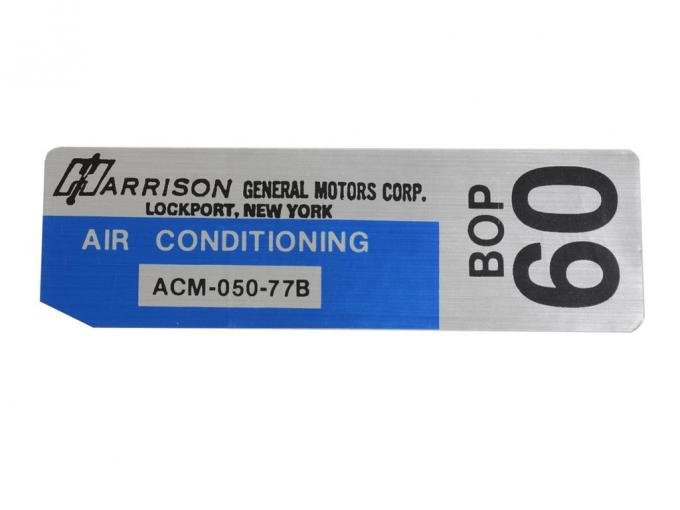 HARRISON GENERAL MOTORS CORP.
LOCKPORT, NEW YORK
AIR CONDITIONING
ACM-050-77B
BOP
60